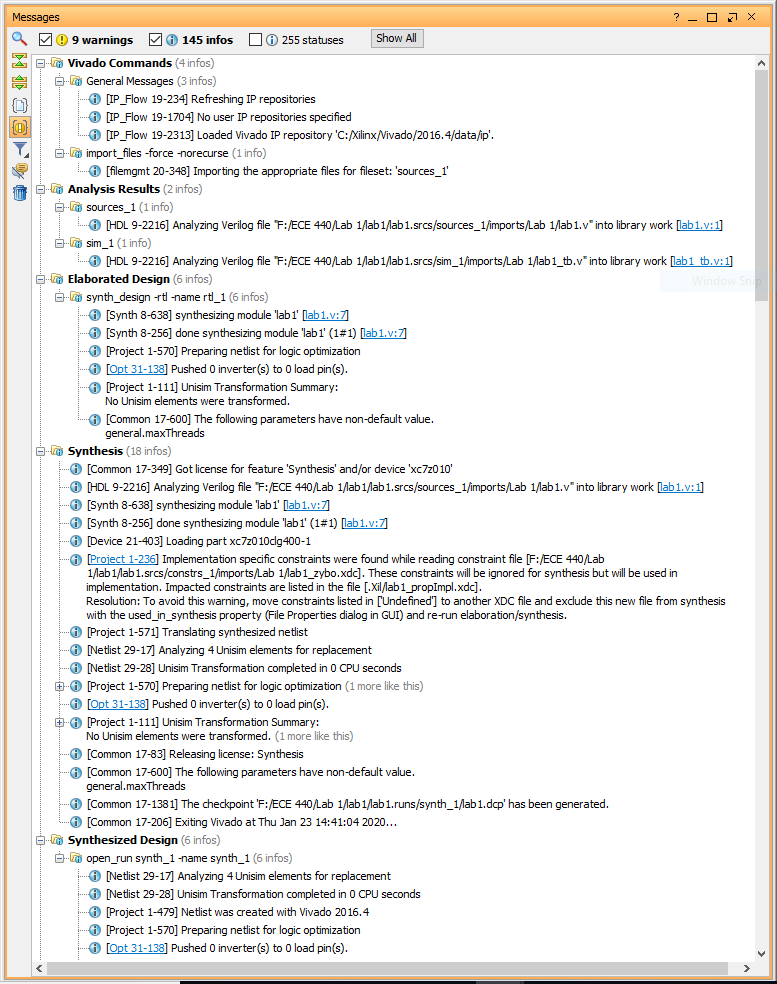 Messages
?
9 warnings 145 infos 255 statuses Show All
Vivado Commands (4 infos)
General Messages (3 infos)
[IP_Flow 19-234] Refreshing IP repositories
[IP_Flow 19-1704] No user IP repositories specified
[IP_Flow 19-2313] Loaded Vivado IP repository 'C:/Xilinx/Vivado/2016.4/data/ip'.
import_files -force -norecurse (1 info)
[filemgmt 20-348] Importing the appropriate files for fileset: 'sources_1'
Analysis Results (2 infos)
sources_1 (1 info)
[HDL 9-2216] Analyzing Verilog file "F:/ECE 440/Lab 1/lab1/lab1.srcs/sources_1/imports/Lab 1/lab1.v" into library work [lab1.v:1]
sim_1 (1 info)
[HDL 9-2216] Analyzing Verilog file "F:/ECE 440/Lab 1/lab1/lab1.srcs/sim_1/imports/Lab 1/lab1_tb.v" into library work [lab1_tb.v:1]
Window Snip
Elaborated Design (6 infos)
synth_design -rtl -name rtl_1 (6 infos)
[Synth 8-638] synthesizing module 'lab1' [lab1.v:7]
[Synth 8-256] done synthesizing module 'lab1' (1#1) [lab1.v:7]
[Project 1-570] Preparing netlist for logic optimization
[Opt 31-138] Pushed 0 inverter(s) to 0 load pin(s).
[Project 1-111] Unisim Transformation Summary:
No Unisim elements were transformed.
[Common 17-600] The following parameters have non-default value.
general.maxThreads
Synthesis (18 infos)
[Common 17-349] Got license for feature 'Synthesis' and/or device 'xc7z010'
[HDL 9-2216] Analyzing Verilog file "F:/ECE 440/Lab 1/lab1/lab1.srcs/sources_1/imports/Lab 1/lab1.v" into library work [lab1.v:1]
[Synth 8-638] synthesizing module 'lab1' [lab1.v:7]
[Synth 8-256] done synthesizing module 'lab1' (1#1) [lab1.v:7]
[Device 21-403] Loading part xc7z010clg400-1
[Project 1-236] Implementation specific constraints were found while reading constraint file [F:/ECE 440/Lab
1/lab1/lab1.srcs/constrs_1/imports/Lab 1/lab1_zybo.xdc]. These constraints will be ignored for synthesis but will be used in
implementation. Impacted constraints are listed in the file [.Xil/lab1_propImpl.xdc].
Resolution: To avoid this warning, move constraints listed in ['Undefined'] to another XDC file and exclude this new file from synthesis
with the used_in_synthesis property (File Properties dialog in GUI) and re-run elaboration/synthesis.
[Project 1-571] Translating synthesized netlist
[Netlist 29-17] Analyzing 4 Unisim elements for replacement
[Netlist 29-28] Unisim Transformation completed in 0 CPU seconds
[Project 1-570] Preparing netlist for logic optimization (1 more like this)
[Opt 31-138] Pushed 0 inverter(s) to 0 load pin(s).
[Project 1-111] Unisim Transformation Summary:
No Unisim elements were transformed. (1 more like this)
[Common 17-83] Releasing license: Synthesis
[Common 17-600] The following parameters have non-default value.
general.maxThreads
[Common 17-1381] The checkpoint 'F:/ECE 440/Lab 1/lab1/lab1.runs/synth_1/lab1.dcp' has been generated.
[Common 17-206] Exiting Vivado at Thu Jan 23 14:41:04 2020...
Synthesized Design (6 infos)
open_run synth_1 -name synth_1 (6 infos)
[Netlist 29-17] Analyzing 4 Unisim elements for replacement
[Netlist 29-28] Unisim Transformation completed in 0 CPU seconds
[Project 1-479] Netlist was created with Vivado 2016.4
[Project 1-570] Preparing netlist for logic optimization
[Opt 31-138] Pushed 0 inverter(s) to 0 load pin(s).